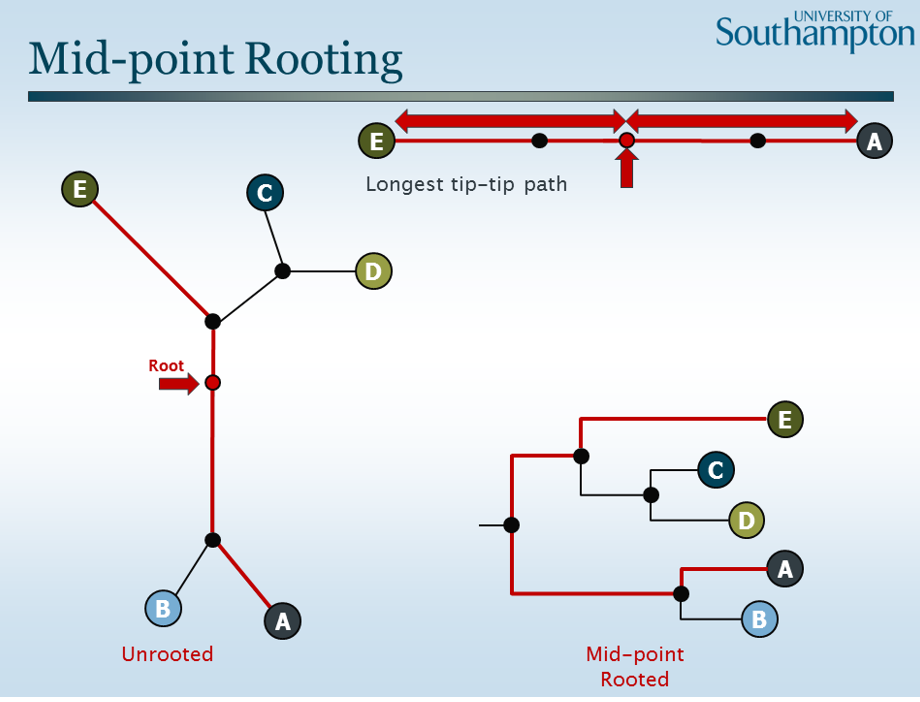 UNIVERSITY OF
Southampton
Mid-point Rooting
E
A
Longest tip-tip path
E
C
D
Root
B
A
Unrooted
E
C
D
A
B
Mid-point
Rooted